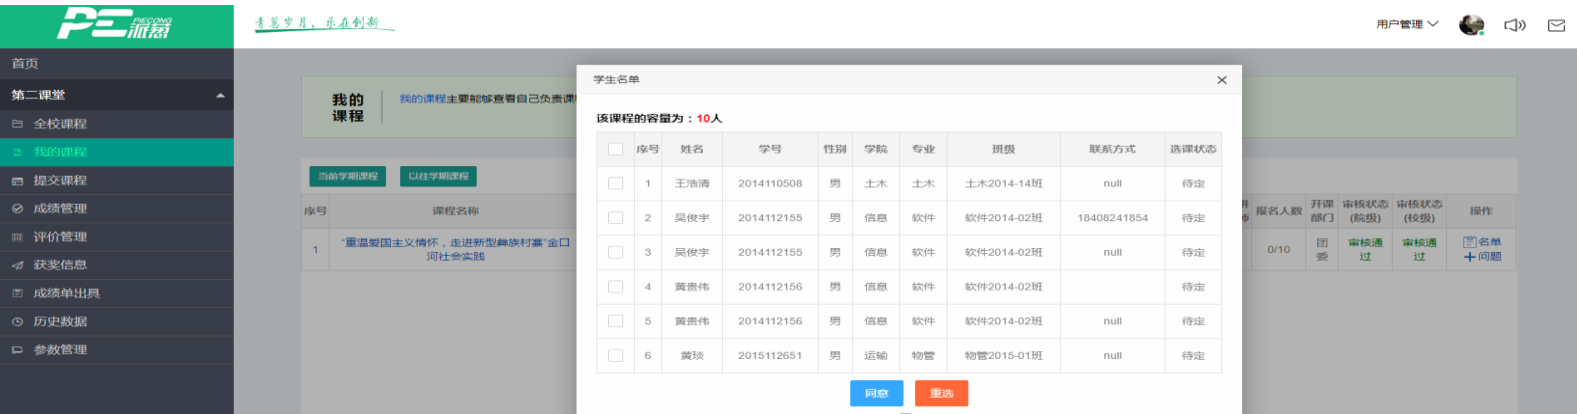 PE PIECONG
派葱
青葱岁月，乐在创新
用户管理
首页
第二课堂
全校课程
我的课程
提交课程
成绩管理
评价管理
获奖信息
成绩单出具
历史数据
参数管理
我的
课程
我的课程主要能够查看自己负责课
当前学期课程 以往学期课程
序号 课程名称
1 "重温爱国主义情怀，走进新型彝族村寨"金口
河社会实践
学生名单 ×
该课程的容量为：10人
序号 姓名 学号 性别 学院 专业 班级 联系方式 选课状态
1 王浩清 2014110508 男 土木 土木 土木2014-14班 null 待定
2 吴俊宇 2014112155 男 信息 软件 软件2014-02班 18408241854 待定
3 吴俊宇 2014112155 男 信息 软件 软件2014-02班 null 待定
4 黄贵伟 2014112156 男 信息 软件 软件2014-02班 待定
5 黄贵伟 2014112156 男 信息 软件 软件2014-02班 null 待定
6 黄琰 2015112651 男 运输 物管 物管2015-01班 null 待定
同意 重选
报名人数 开课 审核状态 审核状态 操作
部门 (院级) (校级)
0/10 团 审核通 审核通 名单
委 过 过 十问题